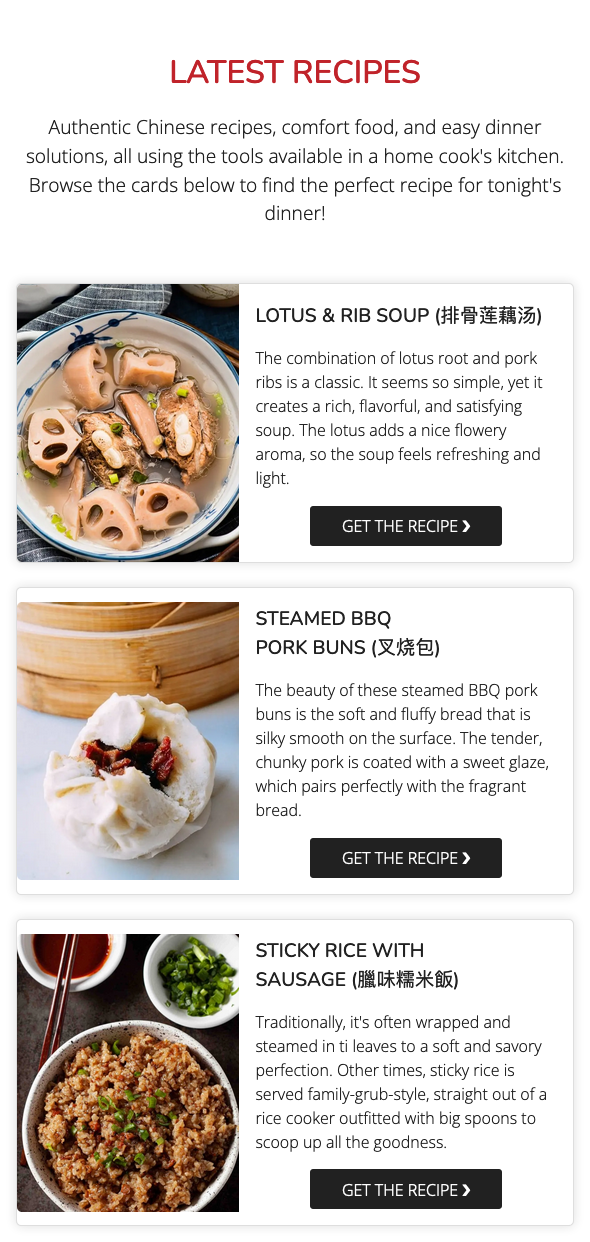 LATEST RECIPES
Authentic Chinese recipes, comfort food, and easy dinner
solutions, all using the tools available in a home cook's kitchen.
Browse the cards below to find the perfect recipe for tonight's
dinner!
LOTUS & RIB SOUP (排骨莲藕汤)
The combination of lotus root and pork
ribs is a classic. It seems so simple, yet it
creates a rich, flavorful, and satisfying
soup. The lotus adds a nice flowery
aroma, so the soup feels refreshing and
light.
GET THE RECIPE ❯
STEAMED BBQ
PORK BUNS (叉烧包)
The beauty of these steamed BBQ pork
buns is the soft and fluffy bread that is
silky smooth on the surface. The tender,
chunky pork is coated with a sweet glaze,
which pairs perfectly with the fragrant
bread.
GET THE RECIPE ❯
STICKY RICE WITH
SAUSAGE (臘味糯米飯)
Traditionally, it's often wrapped and
steamed in ti leaves to a soft and savory
perfection. Other times, sticky rice is
served family-grub-style, straight out of a
rice cooker outfitted with big spoons to
scoop up all the goodness.
GET THE RECIPE ❯